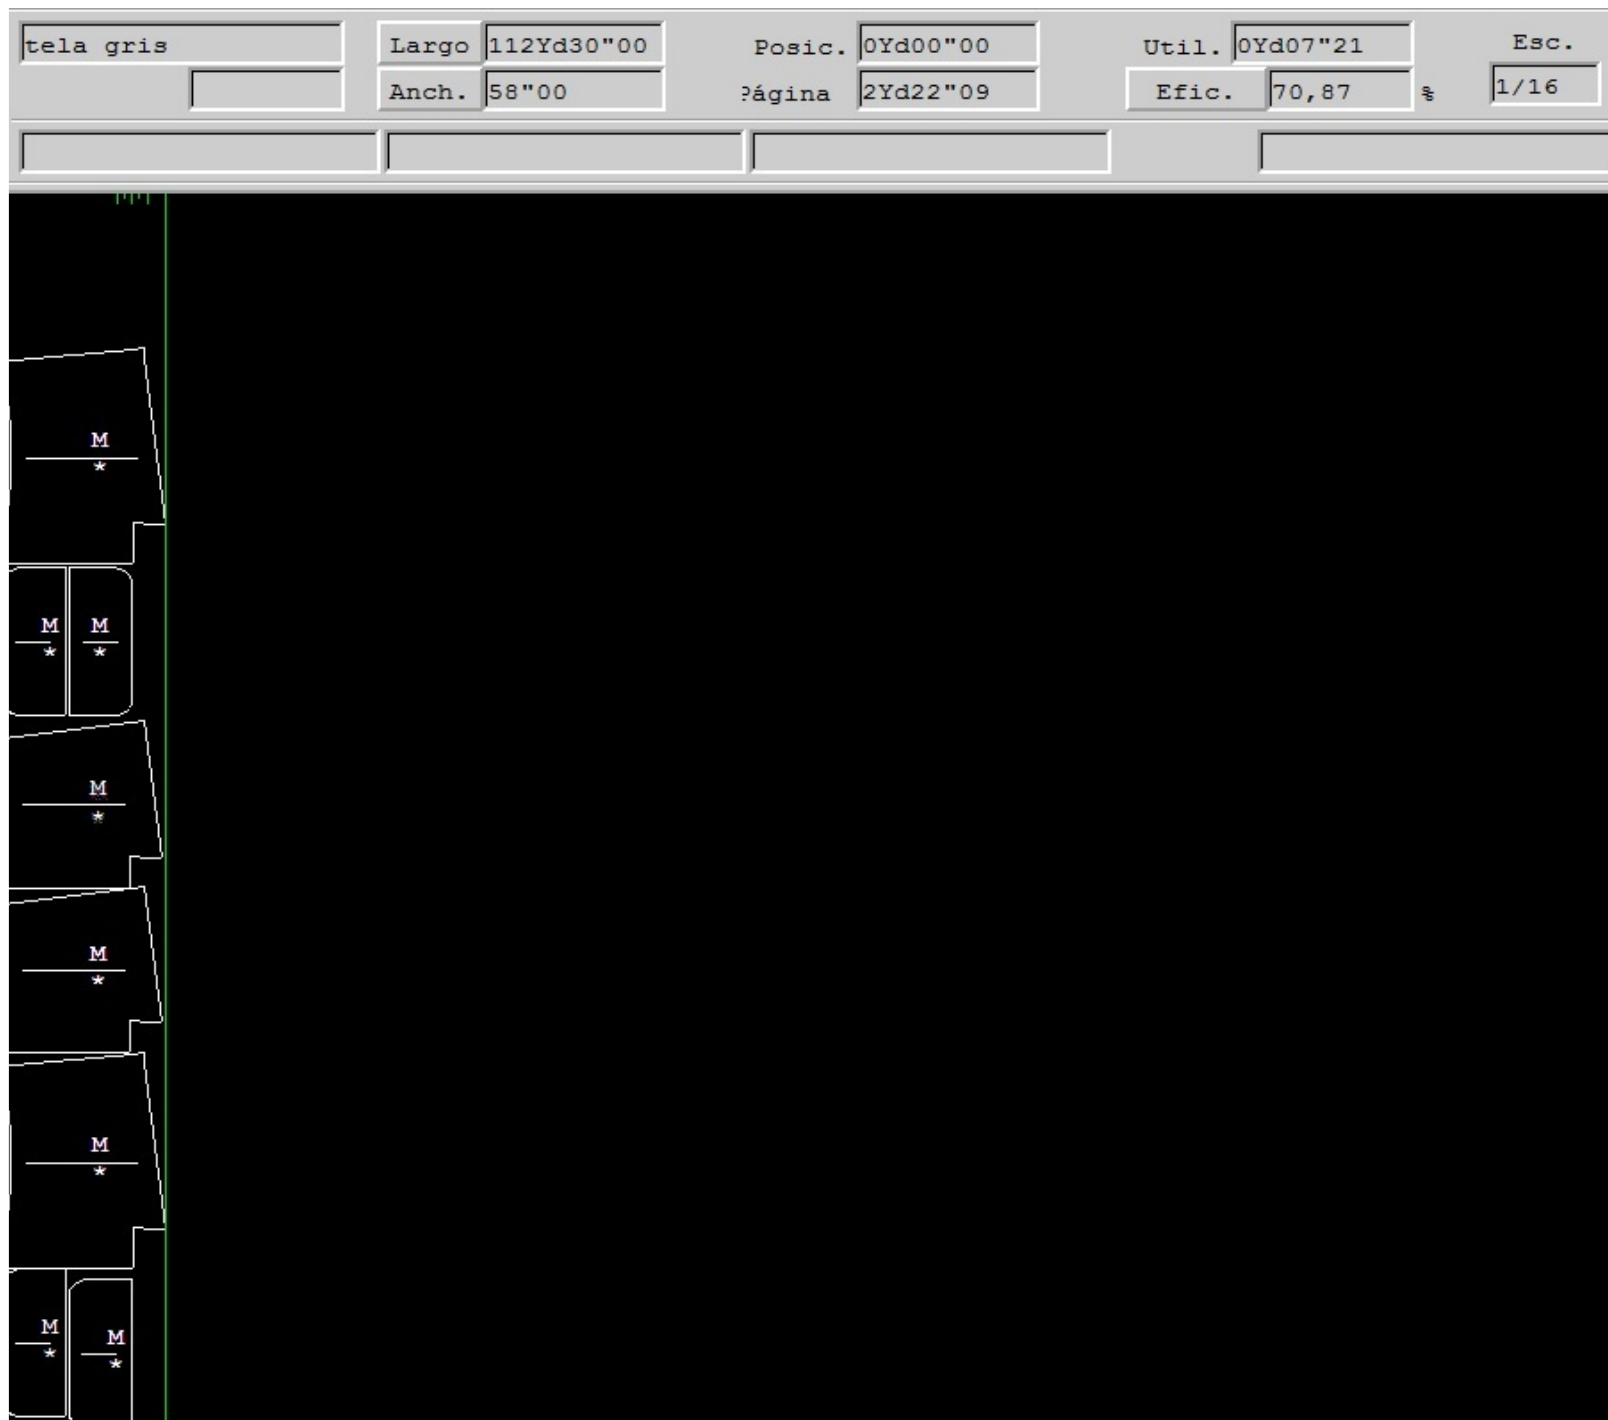 tela gris Largo 112Yd30"00 Posic. 0Yd00"00 Util. 0Yd07"21 Esc.
Anch. 58"00 Página 2Yd22"09 Efic. 70,87 % 1/16
M
*
M M
* *
M
*
M
*
M
*
M
*
M
*